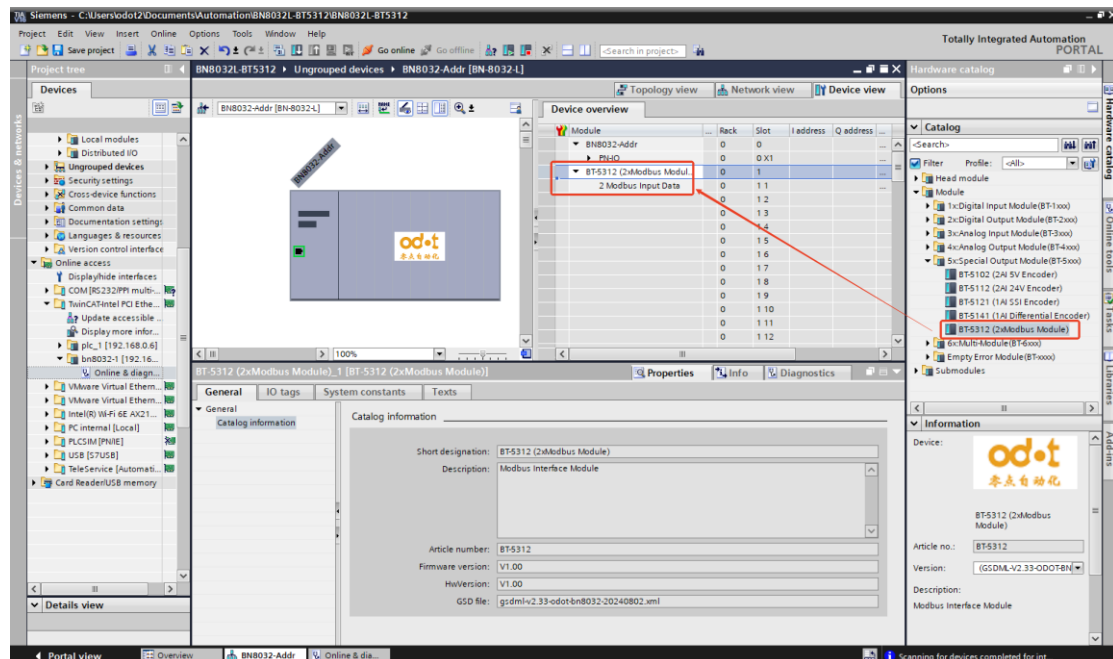 Siemens - C:\Users\odot2\Documents\Automation\BN8032L-BT5312\BN8032L-BT5312
Project Edit View Insert Online Options Tools Window Help
Totally Integrated Automation
PORTAL
Save project
Go online
Go offline
<Search in project>
Project tree
BN8032L-BT5312 ▸ Ungrouped devices ▸ BN8032-Addr [BN-8032-L]
Hardware catalog
Devices
Topology view
Network view
Device view
Options
BN8032-Addr [BN-8032-L]
Device overview
Module ... Rack Slot I address Q address ...
BN8032-Addr 0 0
PN-IO 0 0 X1
BT-5312 (2xModbus Modul... 0 1
2 Modbus Input Data 0 1 1
0 1 2
0 1 3
0 1 4
0 1 5
0 1 6
0 1 7
0 1 8
0 1 9
0 1 10
0 1 11
0 1 12
BN8032-Addr
odot
零点自动化
100%
Local modules
Distributed I/O
Ungrouped devices
Security settings
Cross-device functions
Common data
Documentation settings
Languages & resources
Version control interface
Online access
Display/hide interfaces
COM [RS232/PPI multi-...
TwinCAT-Intel PCI Ethe...
Update accessible ...
Display more infor...
plc_1 [192.168.0.6]
bn8032-1 [192.16...
Online & diagn...
VMware Virtual Ethern...
VMware Virtual Ethern...
Intel(R) Wi-Fi 6E AX21...
PC internal [Local]
PLCSIM [PN/IE]
USB [S7USB]
TeleService [Automati...
Card Reader/USB memory
Details view
Devices & networks
Catalog
<Search>
Filter Profile: <All>
Head module
Module
1x:Digital Input Module(BT-1xxx)
2x:Digital Output Module(BT-2xxx)
3x:Analog Input Module(BT-3xxx)
4x:Analog Output Module(BT-4xxx)
5x:Special Output Module(BT-5xxx)
BT-5102 (2AI 5V Encoder)
BT-5112 (2AI 24V Encoder)
BT-5121 (1AI SSI Encoder)
BT-5141 (1AI Differential Encoder)
BT-5312 (2xModbus Module)
6x:Multi-Module(BT-6xxx)
Empty Error Module(BT-xxxx)
Submodules
Information
Device:
odot
零点自动化
BT-5312 (2xModbus
Module)
Article no.: BT-5312
Version: (GSDML-V2.33-ODOT-BN
Description:
Modbus Interface Module
Hardware catalog
Online tools
Tasks
Libraries
Add-ins
BT-5312 (2xModbus Module)_1 [BT-5312 (2xModbus Module)]
Properties
Info
Diagnostics
General IO tags System constants Texts
General
Catalog information
Catalog information
Short designation: BT-5312 (2xModbus Module)
Description: Modbus Interface Module
Article number: BT-5312
Firmware version: V1.00
HwVersion: V1.00
GSD file: gsdml-v2.33-odot-bn8032-20240802.xml
Portal view
Overview
BN8032-Addr
Online & dia...
Scanning for devices completed for int...